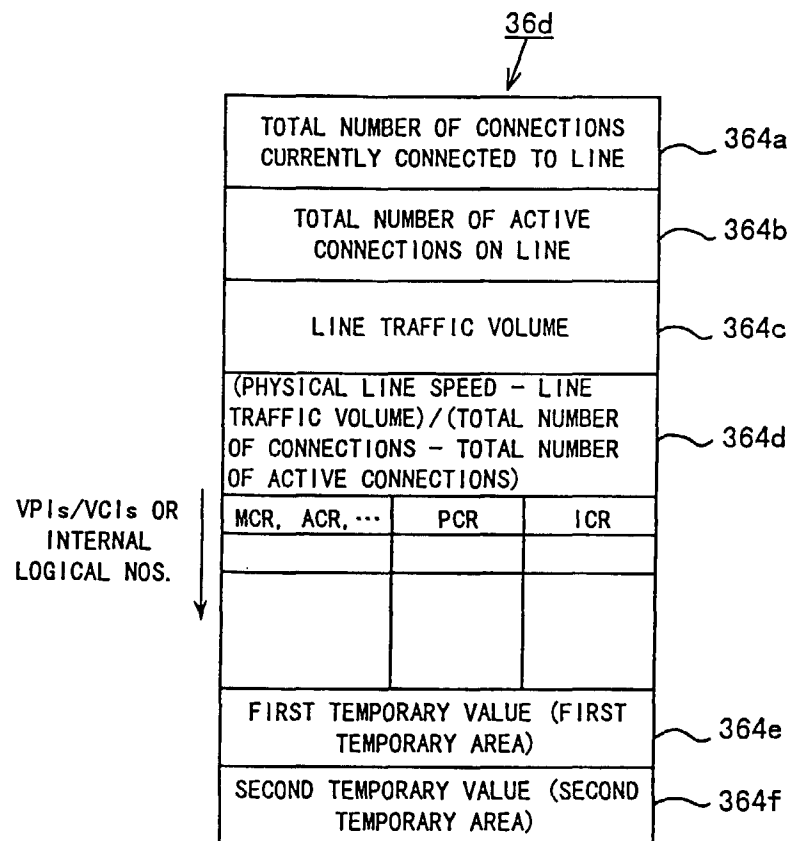 36d
TOTAL NUMBER OF CONNECTIONS
CURRENTLY CONNECTED TO LINE
364a
TOTAL NUMBER OF ACTIVE
CONNECTIONS ON LINE
364b
LINE TRAFFIC VOLUME
364c
(PHYSICAL LINE SPEED – LINE
TRAFFIC VOLUME)/(TOTAL NUMBER
OF CONNECTIONS – TOTAL NUMBER
OF ACTIVE CONNECTIONS)
364d
VPIs/VCIs OR
INTERNAL
LOGICAL NOS.
MCR, ACR, ··· PCR ICR
FIRST TEMPORARY VALUE (FIRST
TEMPORARY AREA)
364e
SECOND TEMPORARY VALUE (SECOND
TEMPORARY AREA)
364f